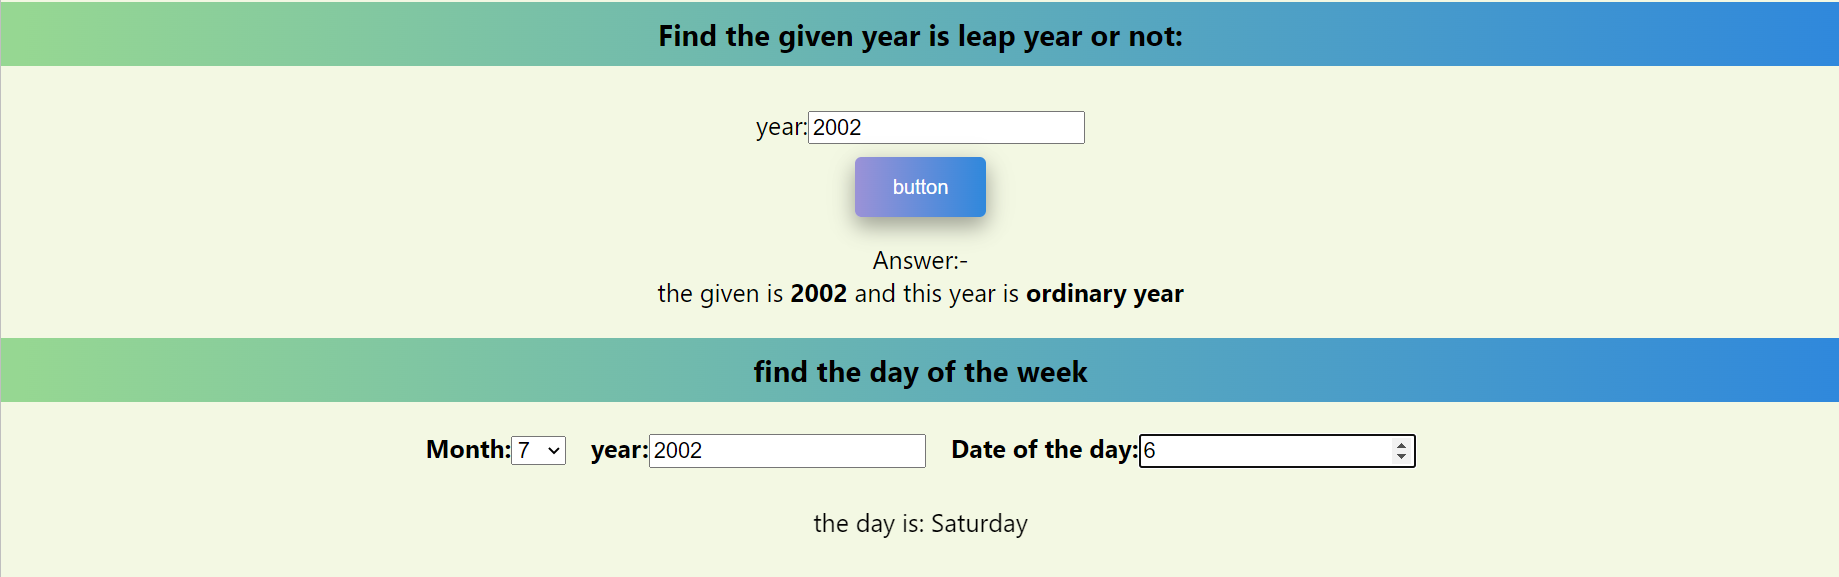 Find the given year is leap year or not:
year:2002
button
Answer:-
the given is 2002 and this year is ordinary year
find the day of the week
Month:7 year:2002 Date of the day:6
the day is: Saturday